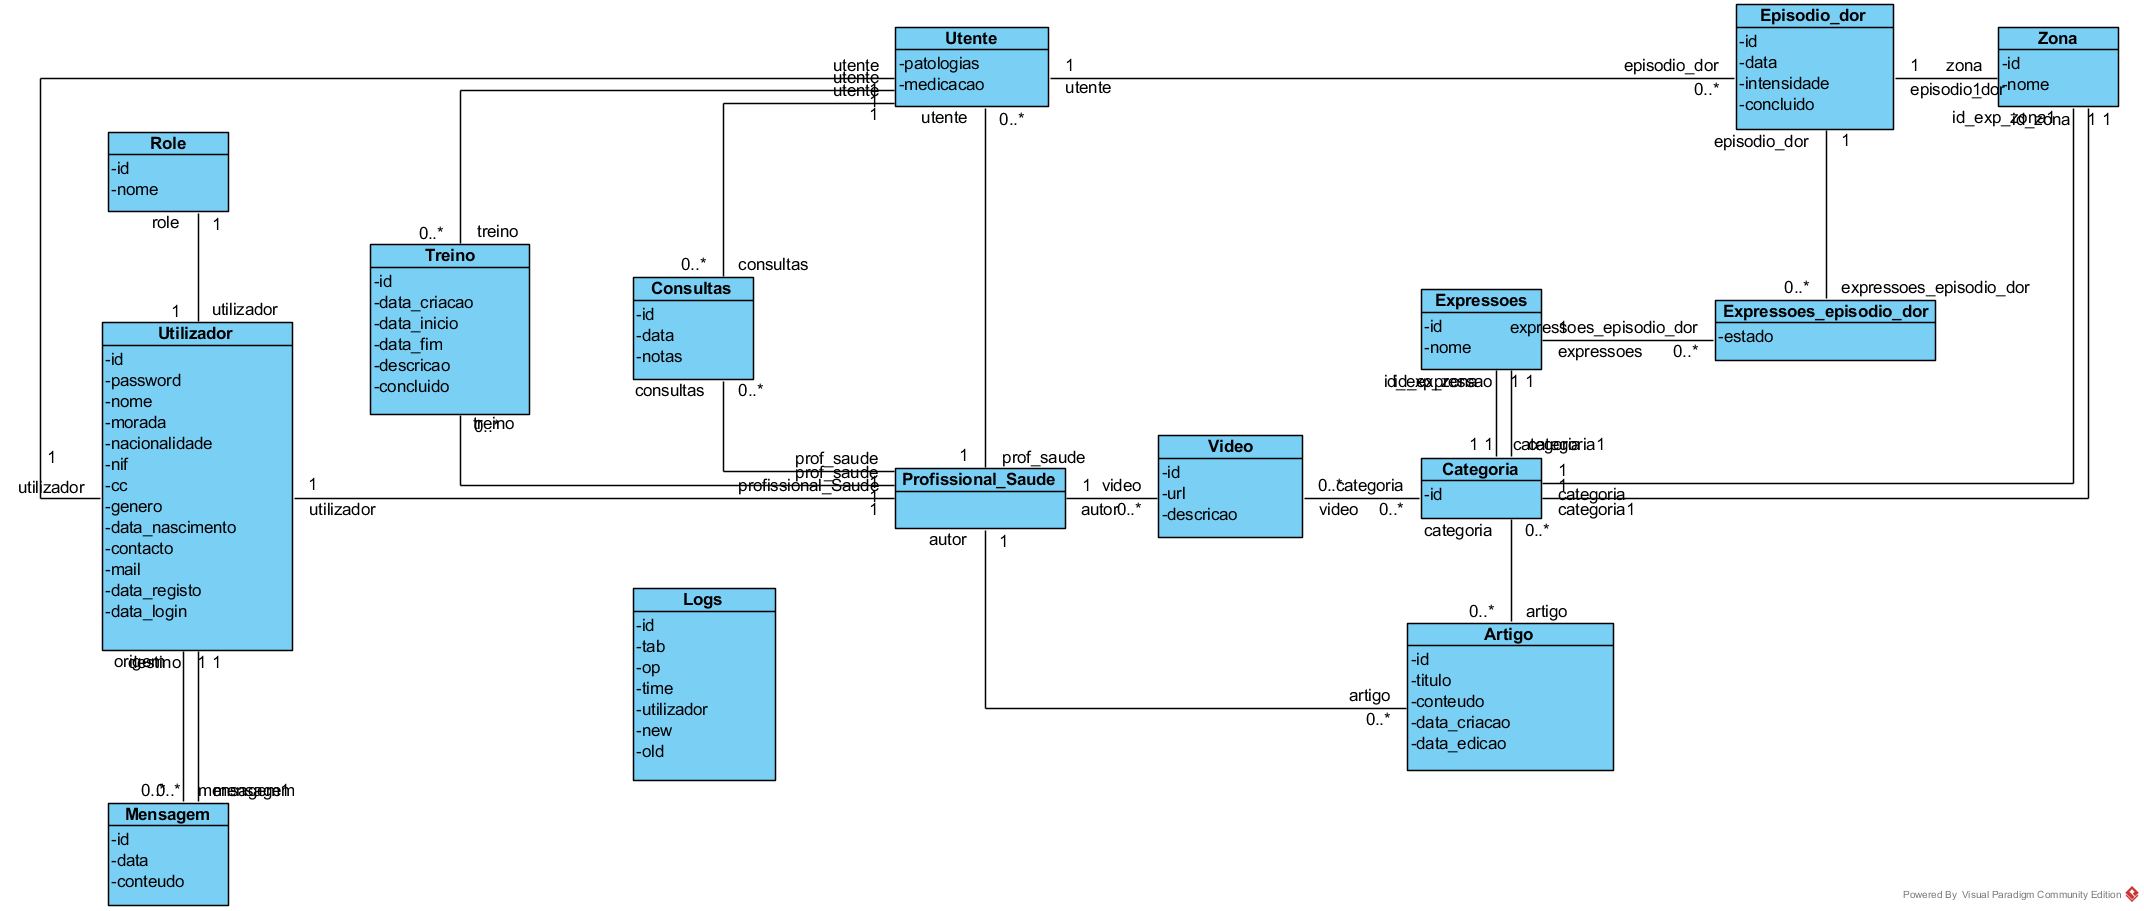 Utente
-patologias
-medicacao
Episodio_dor
-id
-data
-intensidade
-concluido
Zona
-id
-nome
utente
utente
utente
1
1
1
utente
episodio_dor
0..*
1
zona
episodio_dor
1
utente
0..*
episodio_dor
1
id_exp_zona1
id_zona
1
1
Role
-id
-nome
role
1
1
utilizador
0..*
treino
Treino
-id
-data_criacao
-data_inicio
-data_fim
-descricao
-concluido
treino
0..*
0..*
consultas
Consultas
-id
-data
-notas
consultas
0..*
0..*
expressoes_episodio_dor
Expressoes
-id
-nome
expressoes_episodio_dor
1
expressoes
0..*
Expressoes_episodio_dor
-estado
id_exp_zona
id_expressao
1
1
Utilizador
-id
-password
-nome
-morada
-nacionalidade
-nif
-cc
-genero
-data_nascimento
-contacto
-mail
-data_registo
-data_login
1
utilizador
1
utilizador
prof_saude
prof_saude
profissional_Saude
1
1
1
prof_saude
Profissional_Saude
1
video
autor
0..*
autor
1
Video
-id
-url
-descricao
0..*
categoria
video
0..*
1
1
categoria
categoria1
Categoria
-id
1
1
categoria
categoria1
categoria
0..*
0..*
artigo
Artigo
-id
-titulo
-conteudo
-data_criacao
-data_edicao
artigo
0..*
Logs
-id
-tab
-op
-time
-utilizador
-new
-old
origem
destino
1
1
0..*
0..*
mensagem1
mensagem
Mensagem
-id
-data
-conteudo
Powered By Visual Paradigm Community Edition